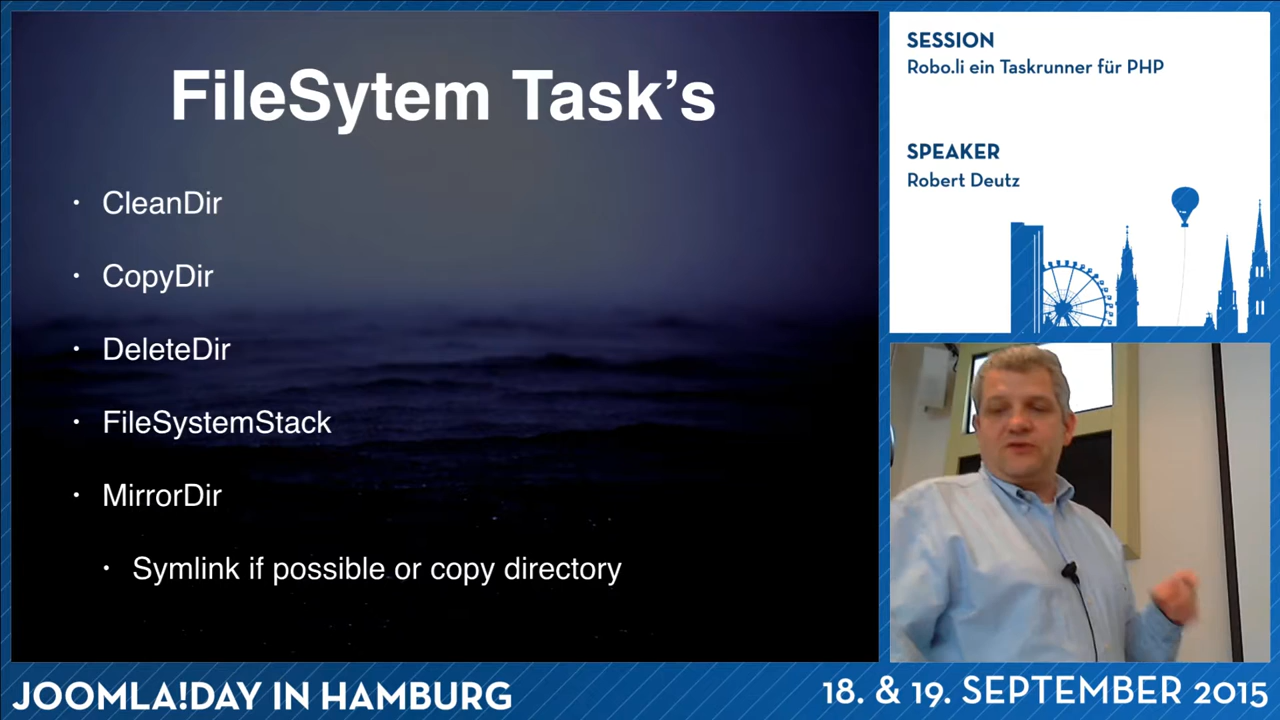 FileSytem Task’s
• CleanDir
• CopyDir
• DeleteDir
• FileSystemStack
• MirrorDir
• Symlink if possible or copy directory
SESSION
Robo.li ein Taskrunner für PHP
SPEAKER
Robert Deutz
JOOMLA!DAY IN HAMBURG
18. & 19. SEPTEMBER 2015